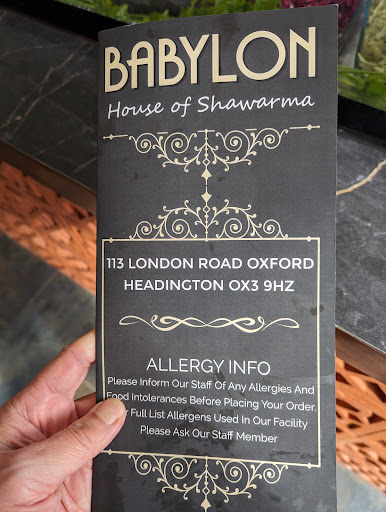 BABYLON
House of Shawarma
113 LONDON ROAD OXFORD
HEADINGTON OX3 9HZ
ALLERGY INFO
Please Inform Our Staff Of Any Allergies And
Food Intolerances Before Placing Your Order.
Full List Allergens Used In Our Facility
Please Ask Our Staff Member